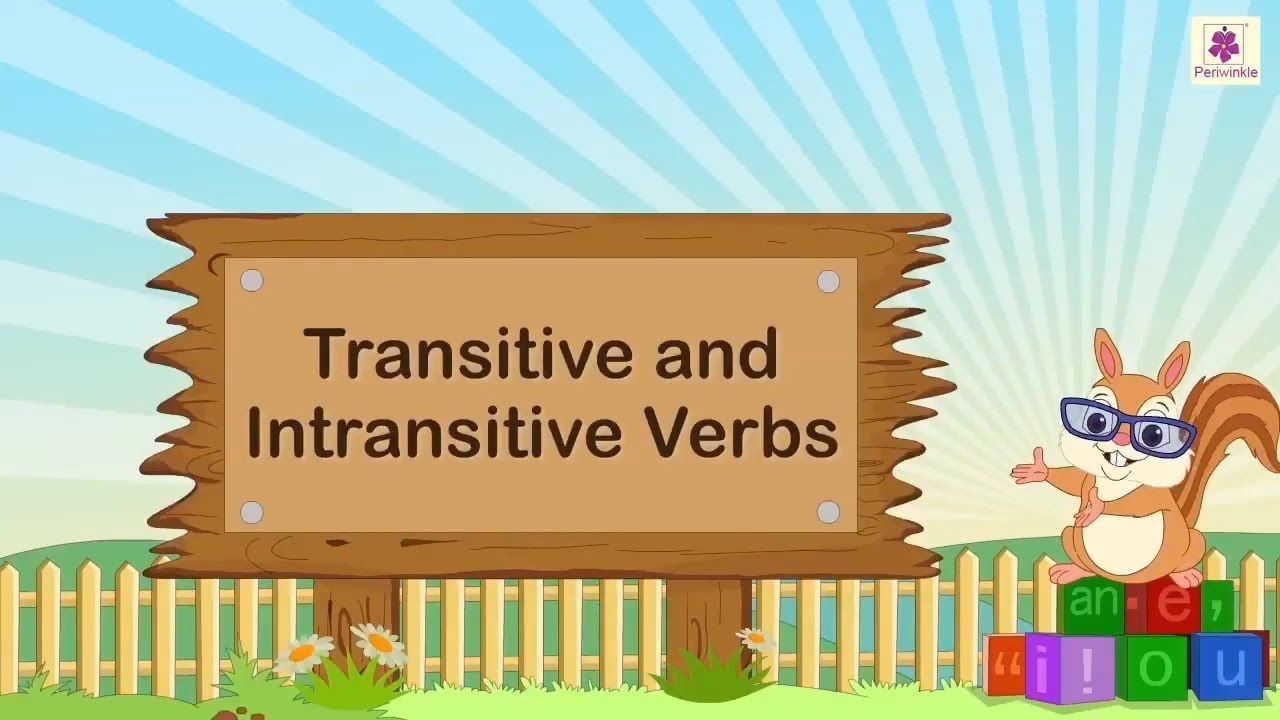 Periwinkle
Transitive and
Intransitive Verbs
an - e ,
“ i ! o u